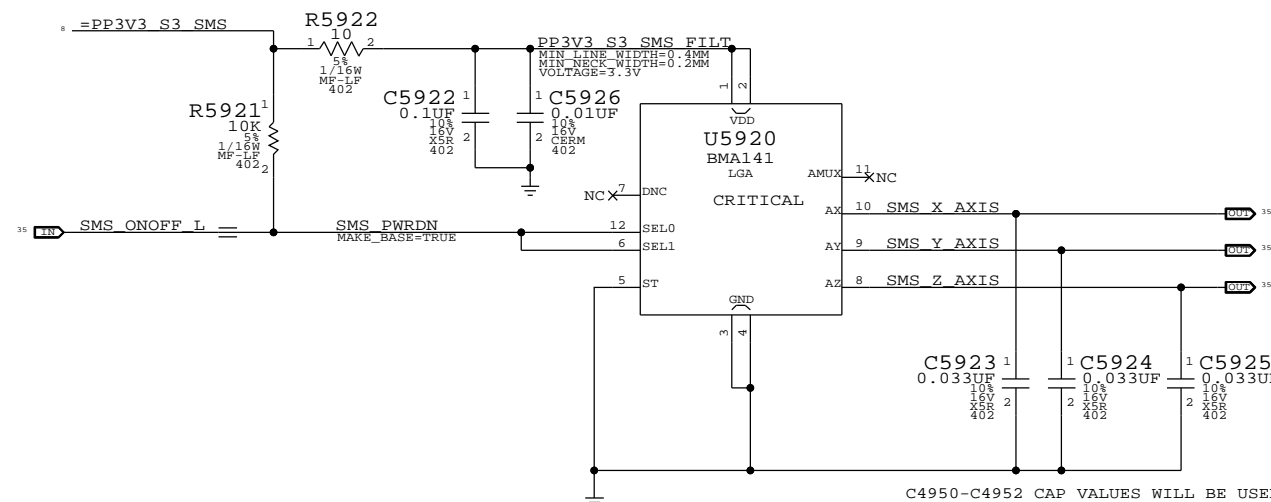 8 =PP3V3_S3_SMS
R5922
10
1 2
5%
1/16W
MF-LF
402
PP3V3_S3_SMS_FILT
MIN_LINE_WIDTH=0.4MM
MIN_NECK_WIDTH=0.2MM
VOLTAGE=3.3V
R5921
10K
5%
1/16W
MF-LF
402
1
2
C5922
0.1UF
10%
16V
X5R
402
1
2
C5926
0.01UF
10%
16V
CERM
402
1
2
1 2
VDD
U5920
BMA141
LGA
CRITICAL
NC 7 DNC
AMUX 11 NC
35 IN SMS_ONOFF_L
SMS_PWRDN
MAKE_BASE=TRUE
12 SEL0
6 SEL1
5 ST
AX 10 SMS_X_AXIS OUT 35
AY 9 SMS_Y_AXIS OUT 35
AZ 8 SMS_Z_AXIS OUT 35
GND
3 4
C5923
0.033UF
10%
16V
X5R
402
1
2
C5924
0.033UF
10%
16V
X5R
402
1
2
C5925
0.033U
10%
16V
X5R
402
1
2
C4950-C4952 CAP VALUES WILL BE USE